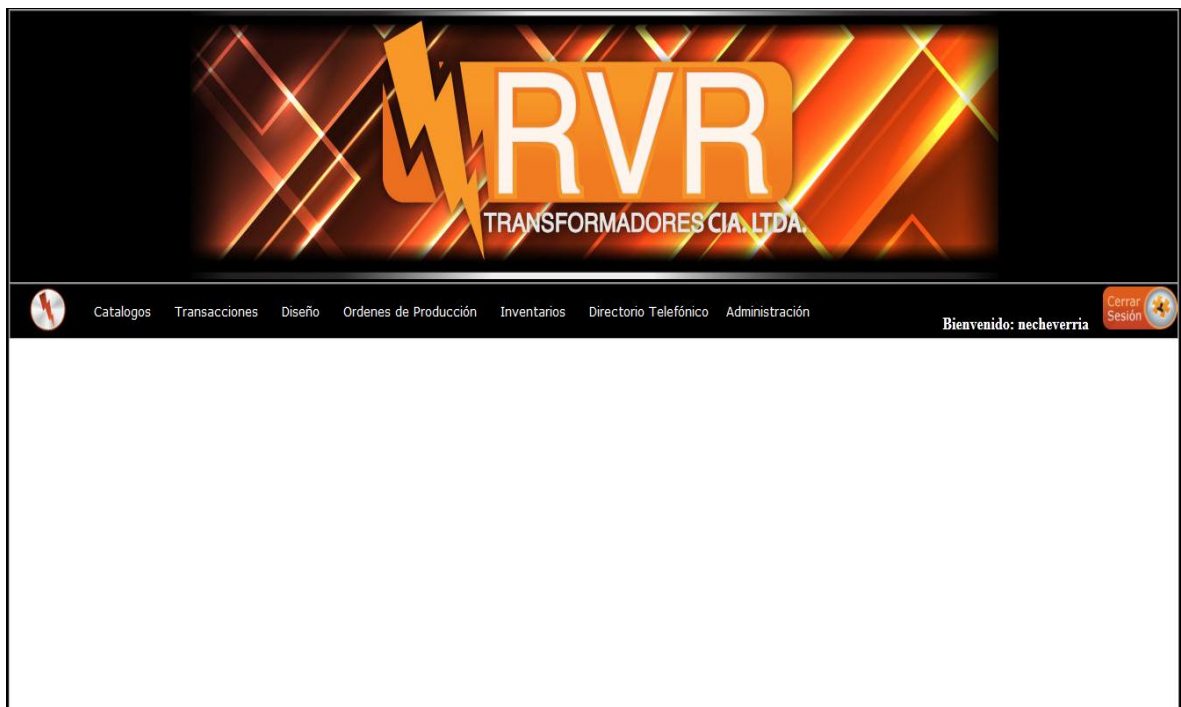 RVR
TRANSFORMADORES CIA. LTDA.
Catalogos Transacciones Diseño Ordenes de Producción Inventarios Directorio Telefónico Administración
Bienvenido: necheverria
Cerrar
Sesión